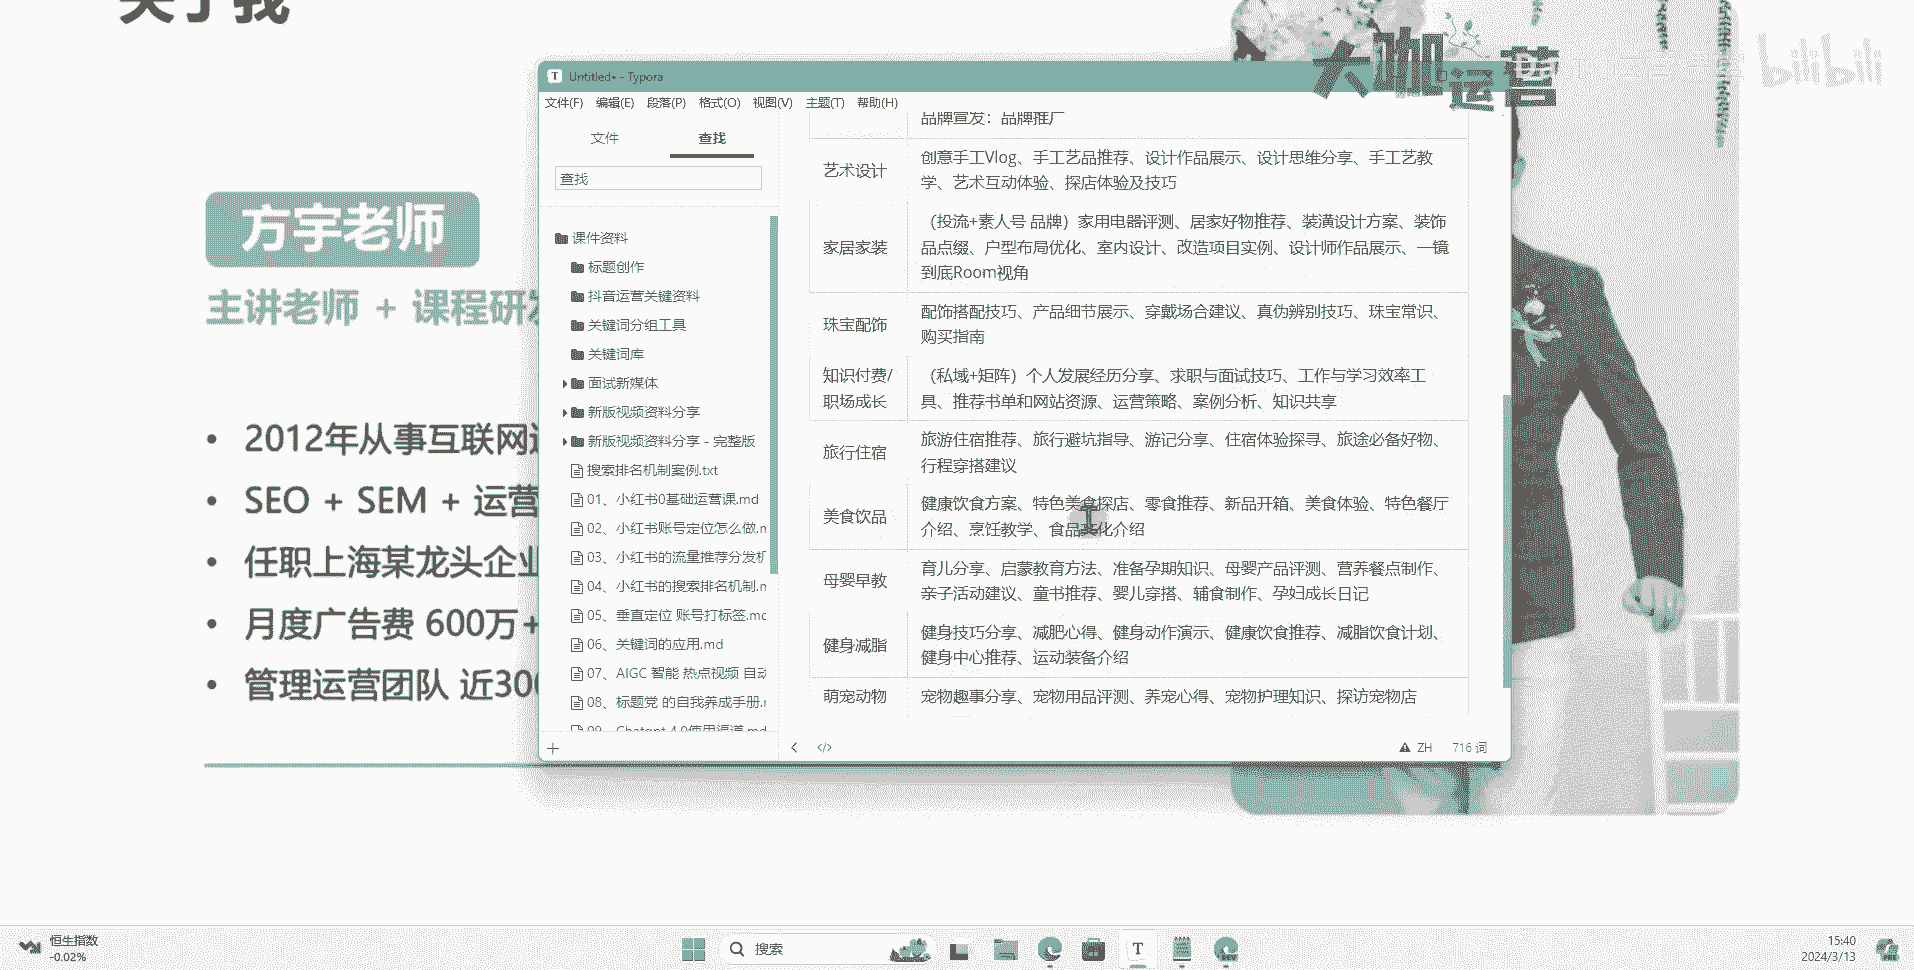 关于我
大咖运营
bilibili
方宇老师
主讲老师 + 课程研发
2012年从事互联网
SEO + SEM + 运营
任职上海某龙头企业
月度广告费 600万+
管理运营团队 近300
Untitled• - Typora
文件(F) 编辑(E) 段落(P) 格式(O) 视图(V) 主题(T) 帮助(H)
文件 查找
查找
课件资料
标题创作
抖音运营关键资料
关键词分组工具
关键词库
面试新媒体
新版视频资料分享
新版视频资料分享 - 完整版
搜索排名机制案例.txt
01、小红书0基础运营课.md
02、小红书账号定位怎么做.m
03、小红书的流量推荐分发机
04、小红书的搜索排名机制.m
05、垂直定位 账号打标签.md
06、关键词的应用.md
07、AIGC 智能 热点视频 自动
08、标题党 的自我养成手册.m
09、Chatgpt 4.0使用渠道.md
品牌宣发：品牌推广
艺术设计
创意手工Vlog、手工艺品推荐、设计作品展示、设计思维分享、手工艺教
学、艺术互动体验、探店体验及技巧
家居家装
（投流+素人号 品牌）家用电器评测、居家好物推荐、装潢设计方案、装饰
品点缀、户型布局优化、室内设计、改造项目实例、设计师作品展示、一镜
到底Room视角
珠宝配饰
配饰搭配技巧、产品细节展示、穿戴场合建议、真伪辨别技巧、珠宝常识、
购买指南
知识付费/
职场成长
（私域+矩阵）个人发展经历分享、求职与面试技巧、工作与学习效率工
具、推荐书单和网站资源、运营策略、案例分析、知识共享
旅行住宿
旅游住宿推荐、旅行避坑指导、游记分享、住宿体验探寻、旅途必备好物、
行程穿搭建议
美食饮品
健康饮食方案、特色美食探店、零食推荐、新品开箱、美食体验、特色餐厅
介绍、烹饪教学、食品文化介绍
母婴早教
育儿分享、启蒙教育方法、准备孕期知识、母婴产品评测、营养餐点制作、
亲子活动建议、童书推荐、婴儿穿搭、辅食制作、孕妇成长日记
健身减脂
健身技巧分享、减肥心得、健身动作演示、健康饮食推荐、减脂饮食计划、
健身中心推荐、运动装备介绍
萌宠动物
宠物趣事分享、宠物用品评测、养宠心得、宠物护理知识、探访宠物店
ZH 716 词
恒生指数
-0.02%
搜索
15:40
2024/3/13